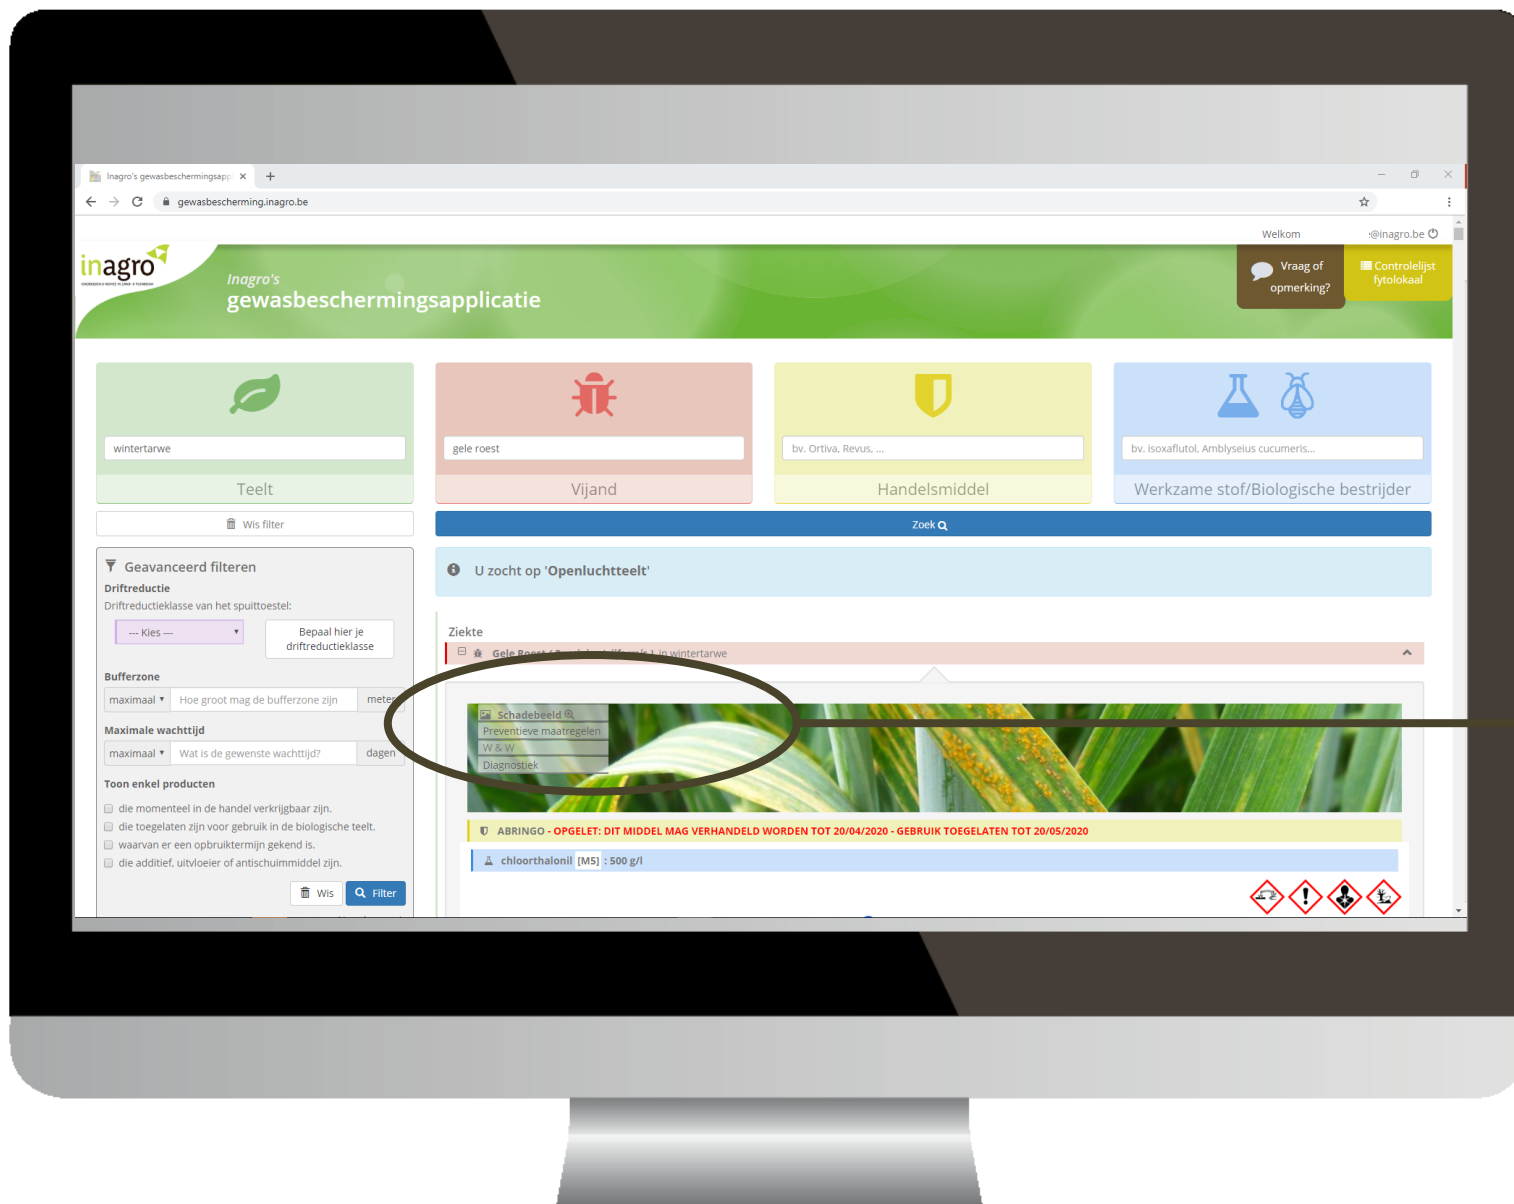 Inagro's gewasbeschermingsapp
gewasbescherming.inagro.be
Welkom :@inagro.be
inagro
Inagro's
gewasbeschermingsapplicatie
Vraag of
opmerking?
Controlelijst
fytolokaal
wintertarwe
Teelt
gele roest
Vijand
bv. Ortiva, Revus, ...
Handelsmiddel
bv. isoxaflutol, Amblyseius cucumeris...
Werkzame stof/Biologische bestrijder
Wis filter
Zoek
Geavanceerd filteren
Driftreductie
Driftreductieklasse van het spuittoestel:
--- Kies ---
Bepaal hier je
driftreductieklasse
Bufferzone
maximaal Hoe groot mag de bufferzone zijn meter
Maximale wachttijd
maximaal Wat is de gewenste wachttijd? dagen
Toon enkel producten
die momenteel in de handel verkrijgbaar zijn.
die toegelaten zijn voor gebruik in de biologische teelt.
waarvan er een opbruiktermijn gekend is.
die additief, uitvloeier of antischuimmiddel zijn.
Wis
Filter
U zocht op 'Openluchtteelt'
Ziekte
Gele Roest in wintertarwe
Schadebeeld
Preventieve maatregelen
W & W
Diagnostiek
ABRINGO - OPGELET: DIT MIDDEL MAG VERHANDELD WORDEN TOT 20/04/2020 - GEBRUIK TOEGELATEN TOT 20/05/2020
chloorthalonil [M5] : 500 g/l